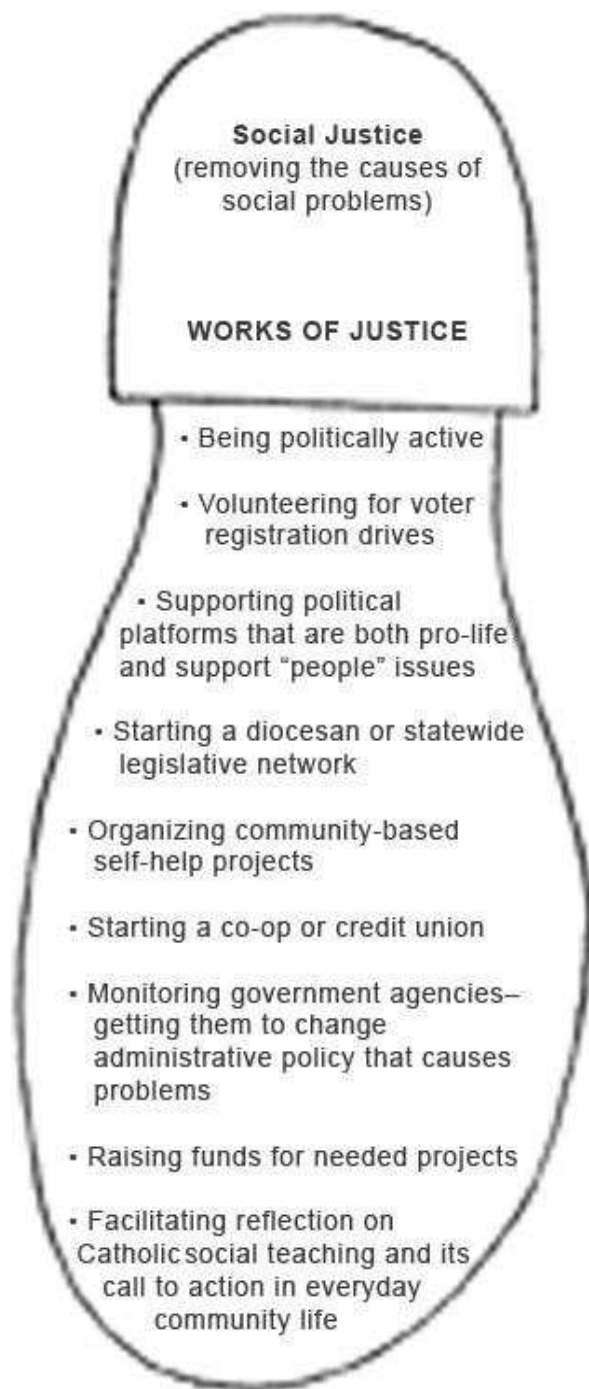 Social Justice
(removing the causes of
social problems)
WORKS OF JUSTICE
• Being politically active
• Volunteering for voter
registration drives
• Supporting political
platforms that are both pro-life
and support “people” issues
• Starting a diocesan or statewide
legislative network
• Organizing community-based
self-help projects
• Starting a co-op or credit union
• Monitoring government agencies–
getting them to change
administrative policy that causes
problems
• Raising funds for needed projects
• Facilitating reflection on
Catholic social teaching and its
call to action in everyday
community life